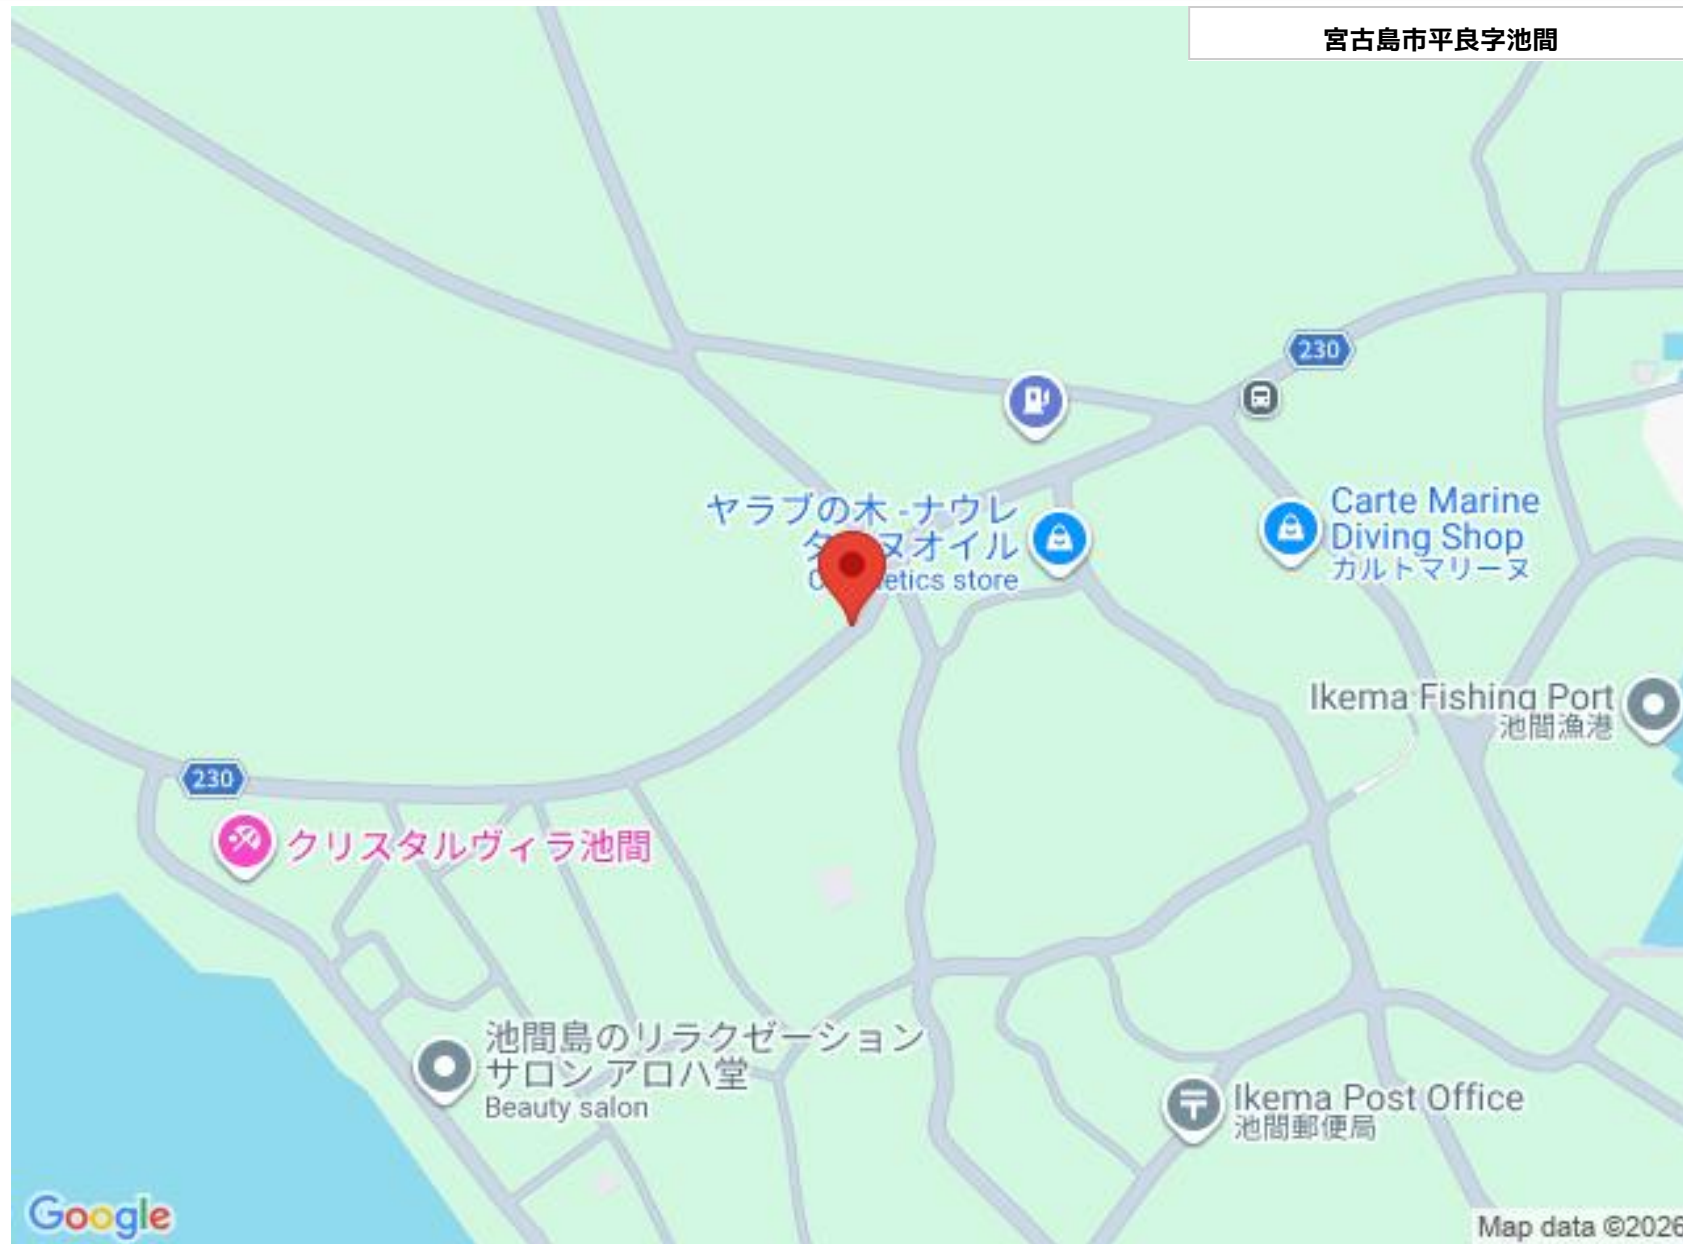 宮古島市平良字池間
230
ヤラブの木 -ナウレ
オイル
store
Carte Marine
Diving Shop
カルトマリーヌ
Ikema Fishing Port
池間漁港
230
クリスタルヴィラ池間
池間島のリラクゼーション
サロン アロハ堂
Beauty salon
Ikema Post Office
池間郵便局
Google
Map data ©2026